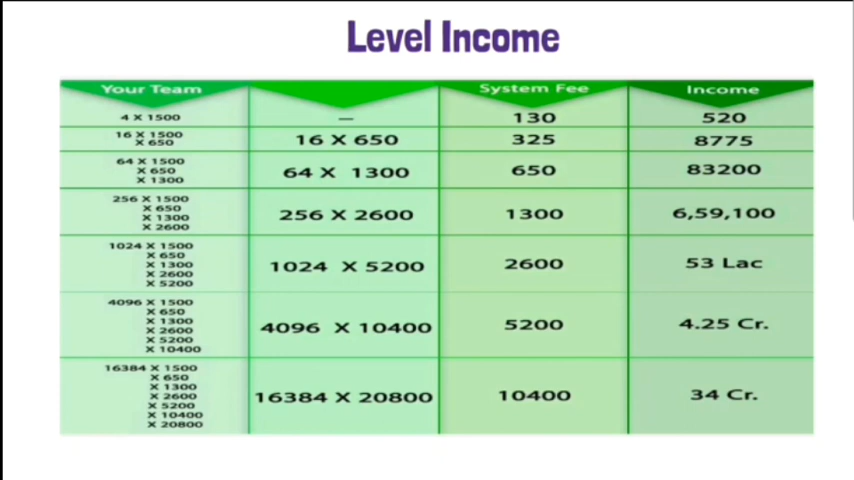 Level Income
Your Team System Fee Income
4 X 1500 — 130 520
16 X 1500
X 650
16 X 650 325 8775
64 X 1500
X 650
X 1300
64 X 1300 650 83200
256 X 1500
X 650
X 1300
X 2600
256 X 2600 1300 6,59,100
1024 X 1500
X 650
X 1300
X 2600
X 5200
1024 X 5200 2600 53 Lac
4096 X 1500
X 650
X 1300
X 2600
X 5200
X 10400
4096 X 10400 5200 4.25 Cr.
16384 X 1500
X 650
X 1300
X 2600
X 5200
X 10400
X 20800
16384 X 20800 10400 34 Cr.